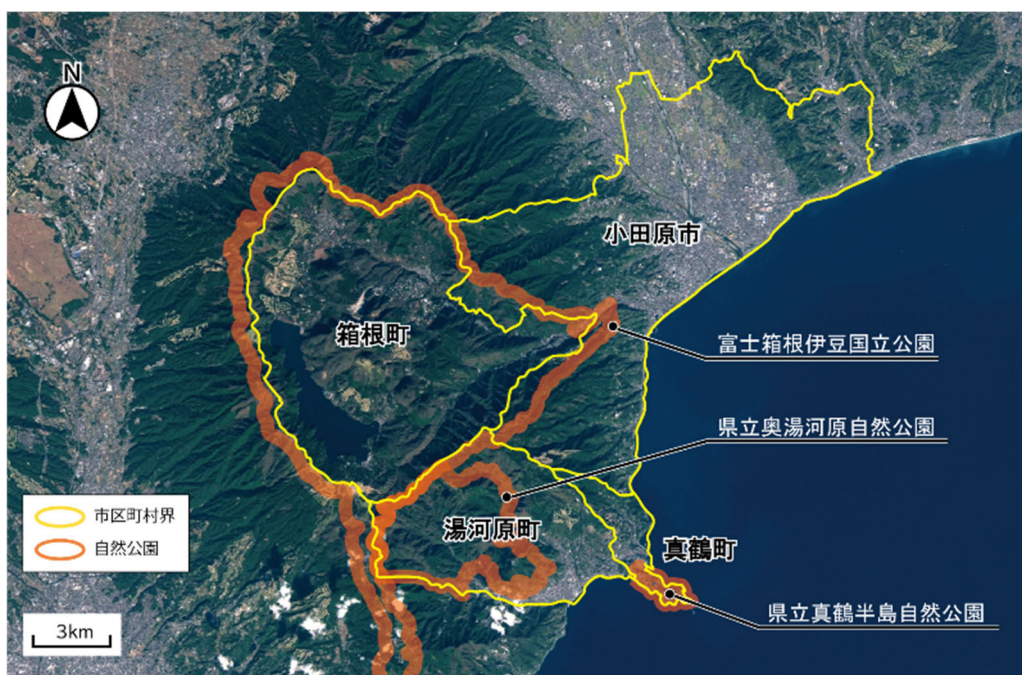 N
小田原市
箱根町
富士箱根伊豆国立公園
県立奥湯河原自然公園
市区町村界
自然公園
湯河原町
真鶴町
県立真鶴半島自然公園
3km